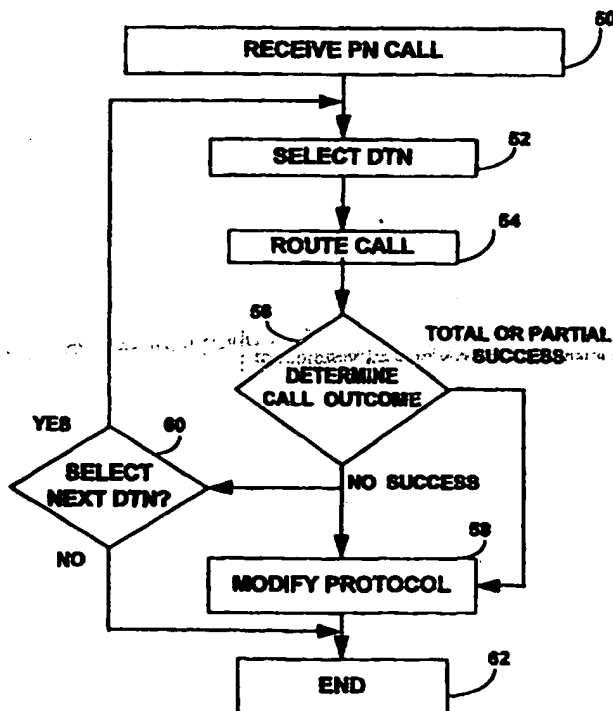 50
RECEIVE PN CALL
52
SELECT DTN
54
ROUTE CALL
56
TOTAL OR PARTIAL
SUCCESS
DETERMINE
CALL OUTCOME
YES
60
SELECT
NEXT DTN?
NO SUCCESS
NO
58
MODIFY PROTOCOL
END
62